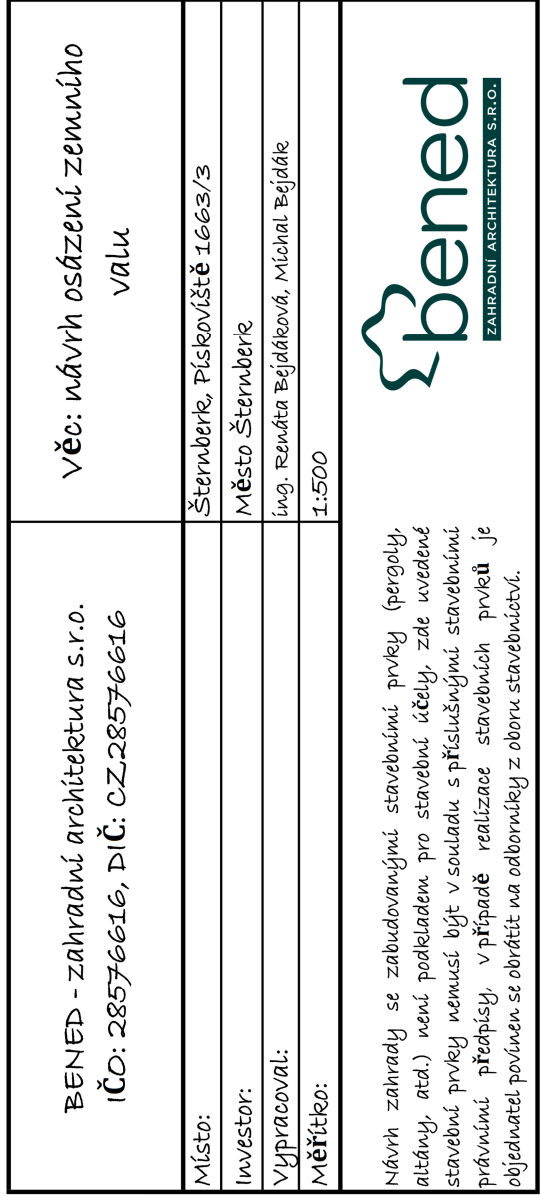 BENED - zahradní architektura s.r.o.
IČO: 28576616, DIČ: CZ28576616
Věc: návrh osázení zemního
valu
Místo: Šternberk, Pískoviště 1663/3
Investor: Město Šternberk
Vypracoval: ing. Renáta Bejdáková, Michal Bejdák
Měřítko: 1:500
Návrh zahrady se zabudovanými stavebními prvky (pergoly,
altány, atd.) není podkladem pro stavební účely, zde uvedené
stavební prvky nemusí být v souladu s příslušnými stavebními
právními předpisy, v případě realizace stavebních prvků je
objednatel povinen se obrátit na odborníky z oboru stavebnictví.
bened
ZAHRADNÍ ARCHITEKTURA S.R.O.